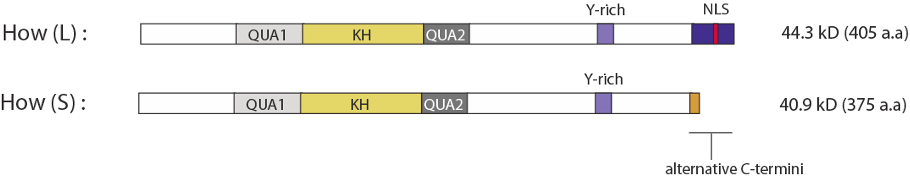 Y-rich NLS
How (L) : QUA1 KH QUA2 44.3 kD (405 a.a)
Y-rich
How (S) : QUA1 KH QUA2 40.9 kD (375 a.a)
alternative C-termini